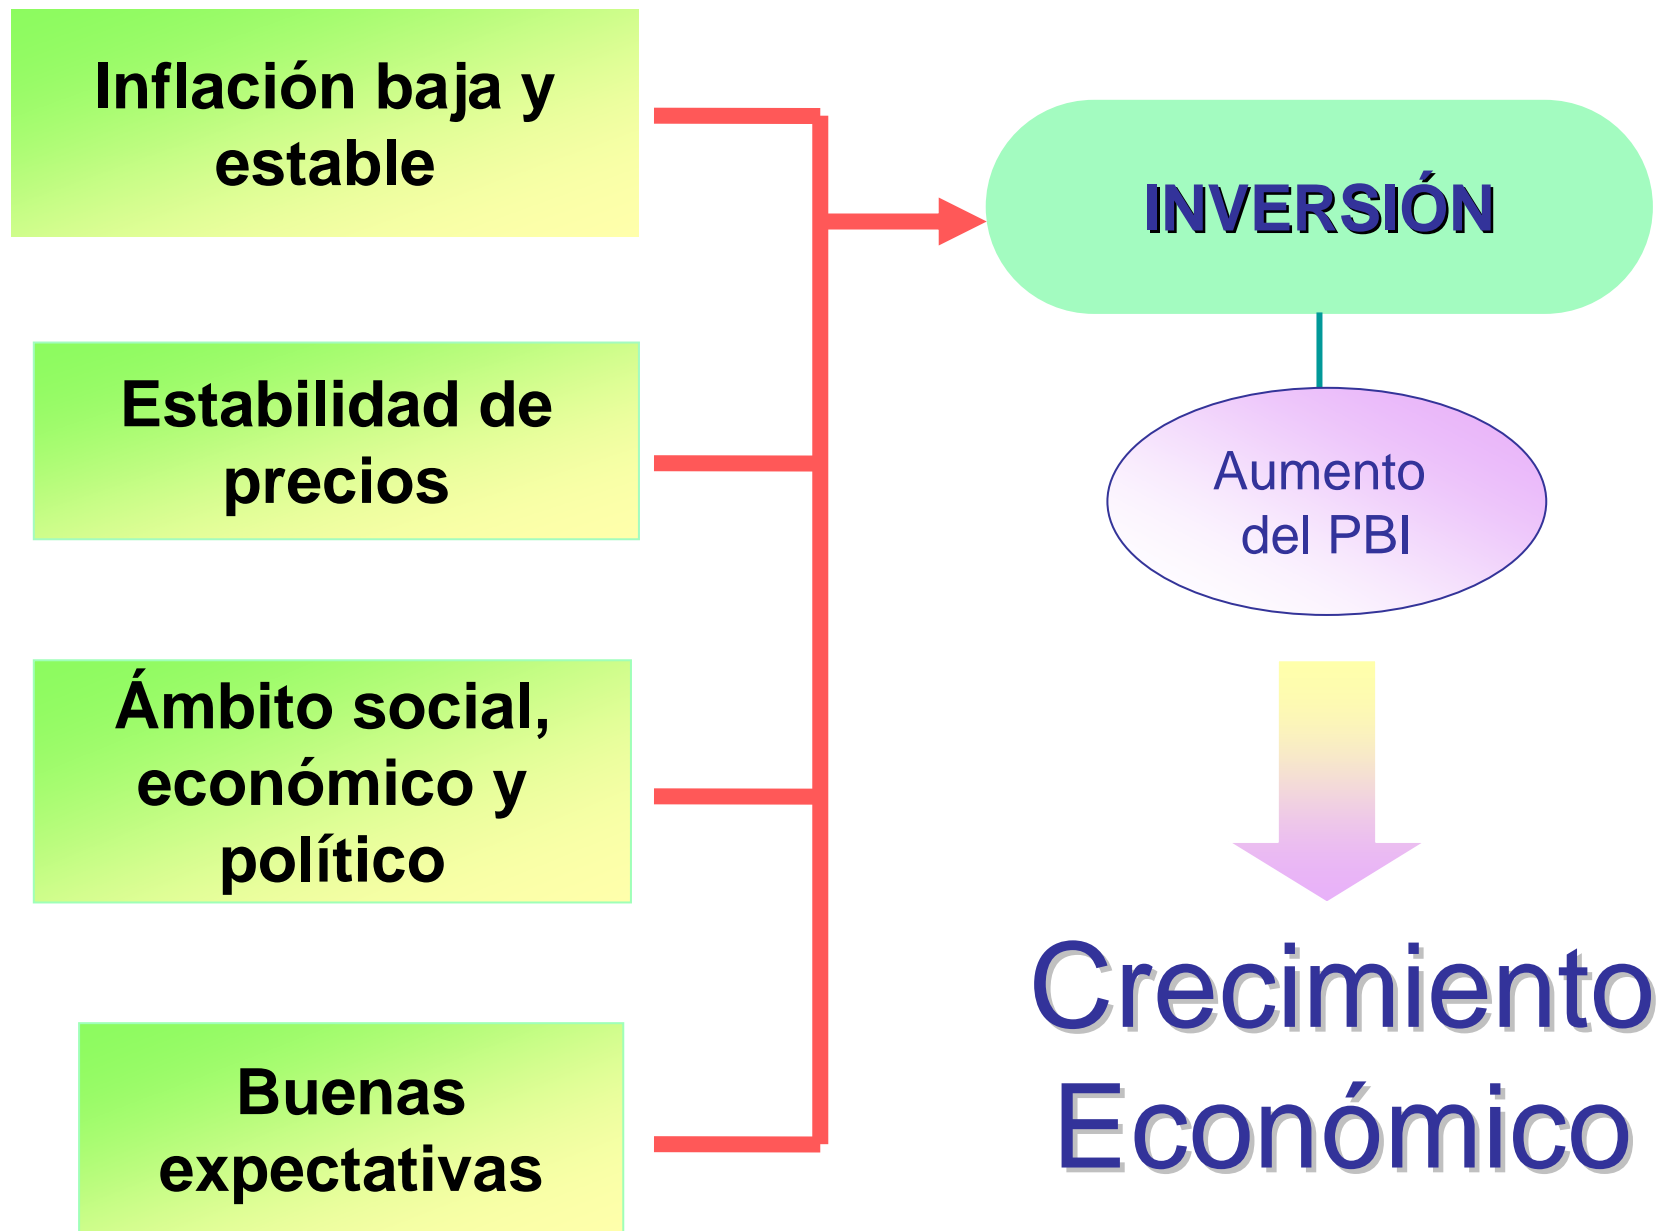 Inflación baja y
estable
Estabilidad de
precios
Ámbito social,
económico y
político
Buenas
expectativas
INVERSIÓN
Aumento
del PBI
Crecimiento
Económico